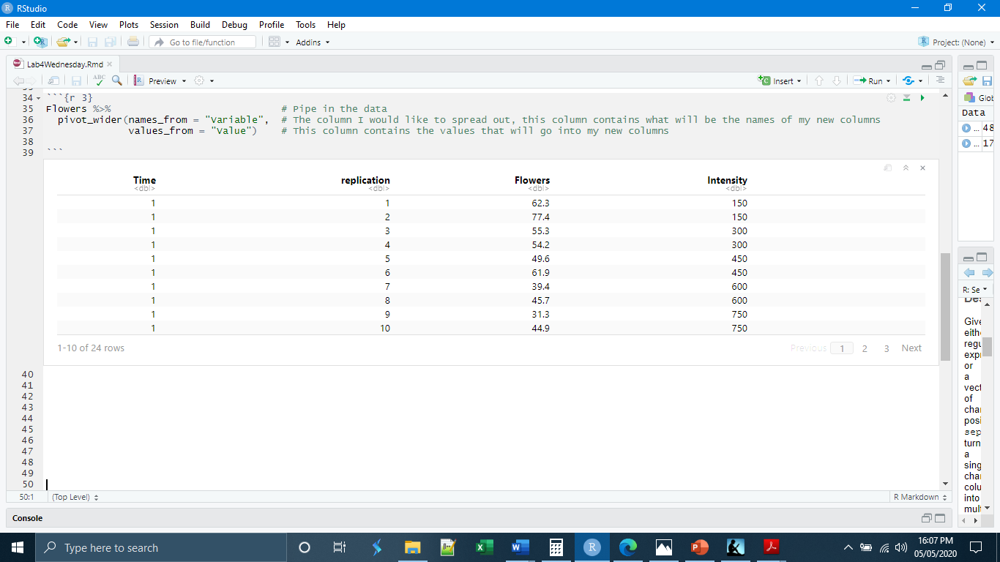 RStudio
File Edit Code View Plots Session Build Debug Profile Tools Help
Go to file/function Addins Project: (None)
Lab4Wednesday.Rmd
ABC Preview Insert Run
34 ```{r 3}
35 Flowers %>% # Pipe in the data
36 pivot_wider(names_from = "Variable", # The column I would like to spread out, this column contains what will be the names of my new columns
37 values_from = "Value") # This column contains the values that will go into my new columns
38
39 ```
Time replication Flowers Intensity
<dbl> <dbl> <dbl> <dbl>
1 1 62.3 150
1 2 77.4 150
1 3 55.3 300
1 4 54.2 300
1 5 49.6 450
1 6 61.9 450
1 7 39.4 600
1 8 45.7 600
1 9 31.3 750
1 10 44.9 750
1-10 of 24 rows Previous 1 2 3 Next
40
41
42
43
44
45
46
47
48
49
50
50:1 (Top Level) R Markdown
Console
Glob
Data
... 48
... 17
R: Se
Give
eith
regu
expr
or
a
vect
of
char
posi
sep
turn
a
sing
char
colu
into
mult
Type here to search
16:07 PM
05/05/2020